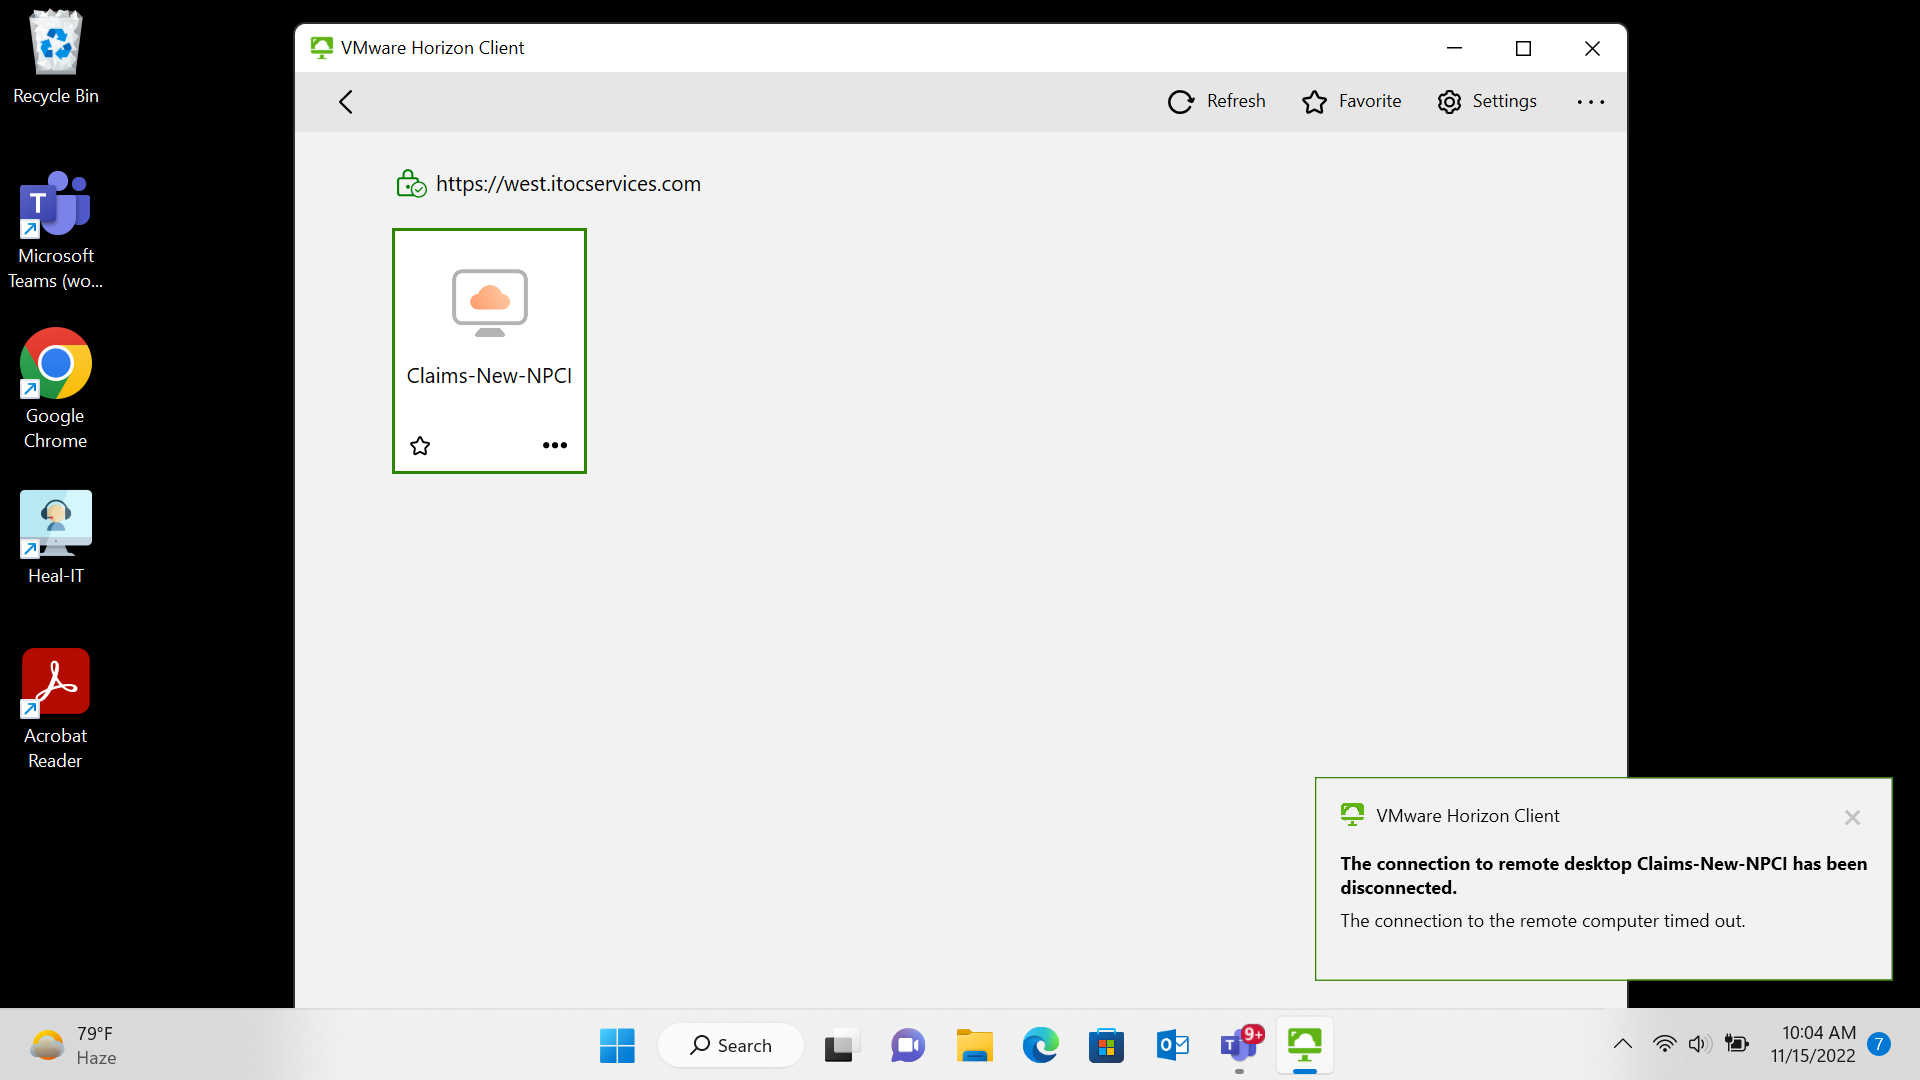 Recycle Bin
Microsoft
Teams (wo...
Google
Chrome
Heal-IT
Acrobat
Reader
VMware Horizon Client
Refresh
Favorite
Settings
https://west.itocservices.com
Claims-New-NPCI
VMware Horizon Client
The connection to remote desktop Claims-New-NPCI has been
disconnected.
The connection to the remote computer timed out.
79°F
Haze
Search
9+
10:04 AM
11/15/2022
7